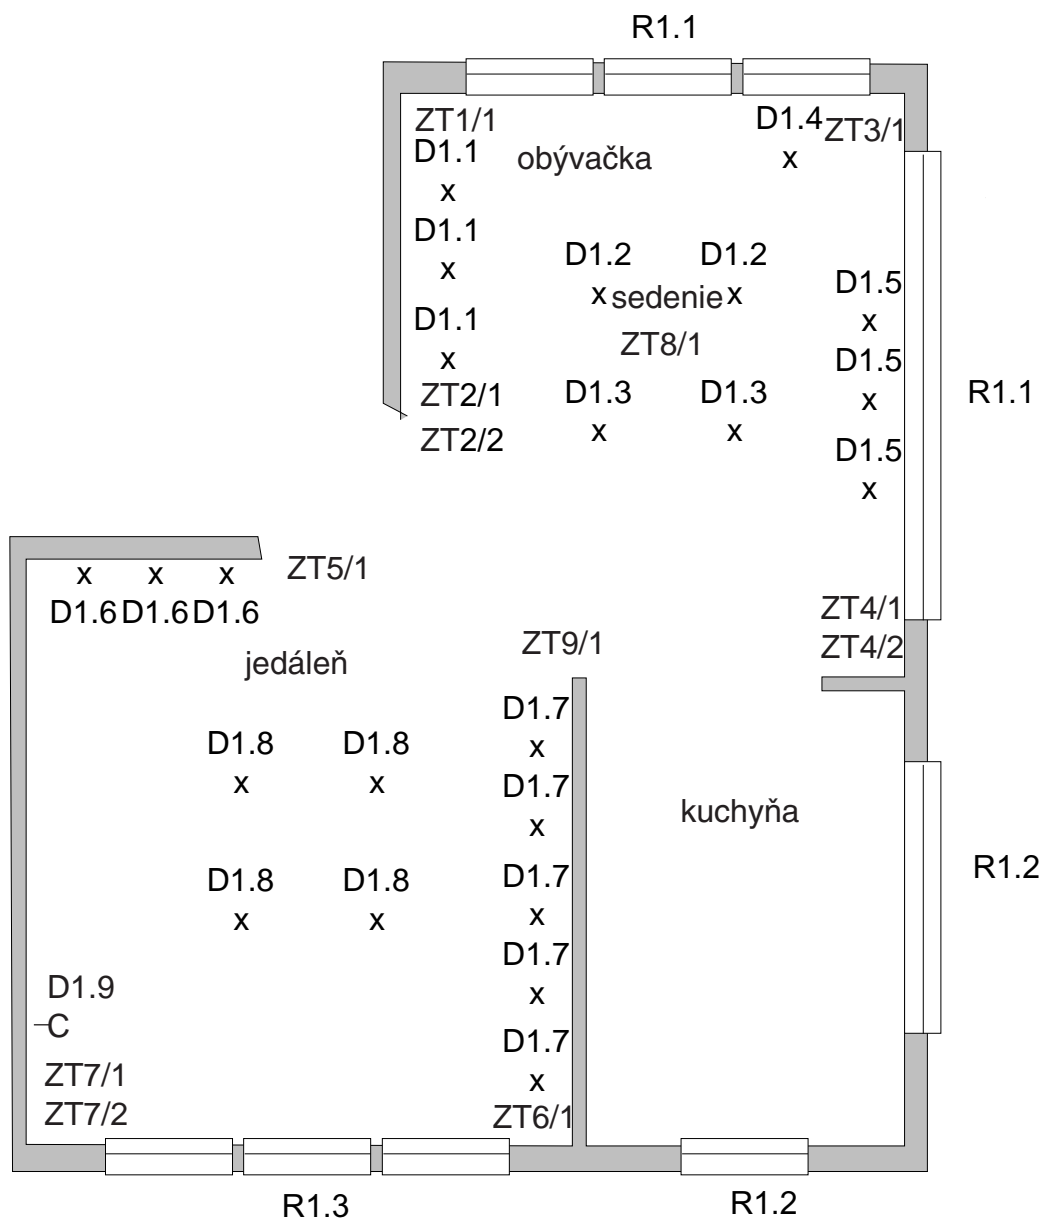 R1.1
ZT1/1
D1.4
ZT3/1
D1.1
obývačka
x
x
D1.1
D1.2
D1.2
x
x
sedenie
x
D1.5
D1.1
x
ZT8/1
x
D1.5
ZT2/1
D1.3
D1.3
x
R1.1
ZT2/2
x
x
D1.5
x
ZT5/1
x
x
x
D1.6
D1.6
D1.6
ZT4/1
ZT9/1
ZT4/2
jedáleň
D1.7
x
D1.8
D1.8
x
x
D1.7
x
kuchyňa
D1.8
D1.8
x
x
D1.7
x
R1.2
D1.7
x
D1.9
C
D1.7
x
ZT7/1
ZT7/2
ZT6/1
R1.3
R1.2